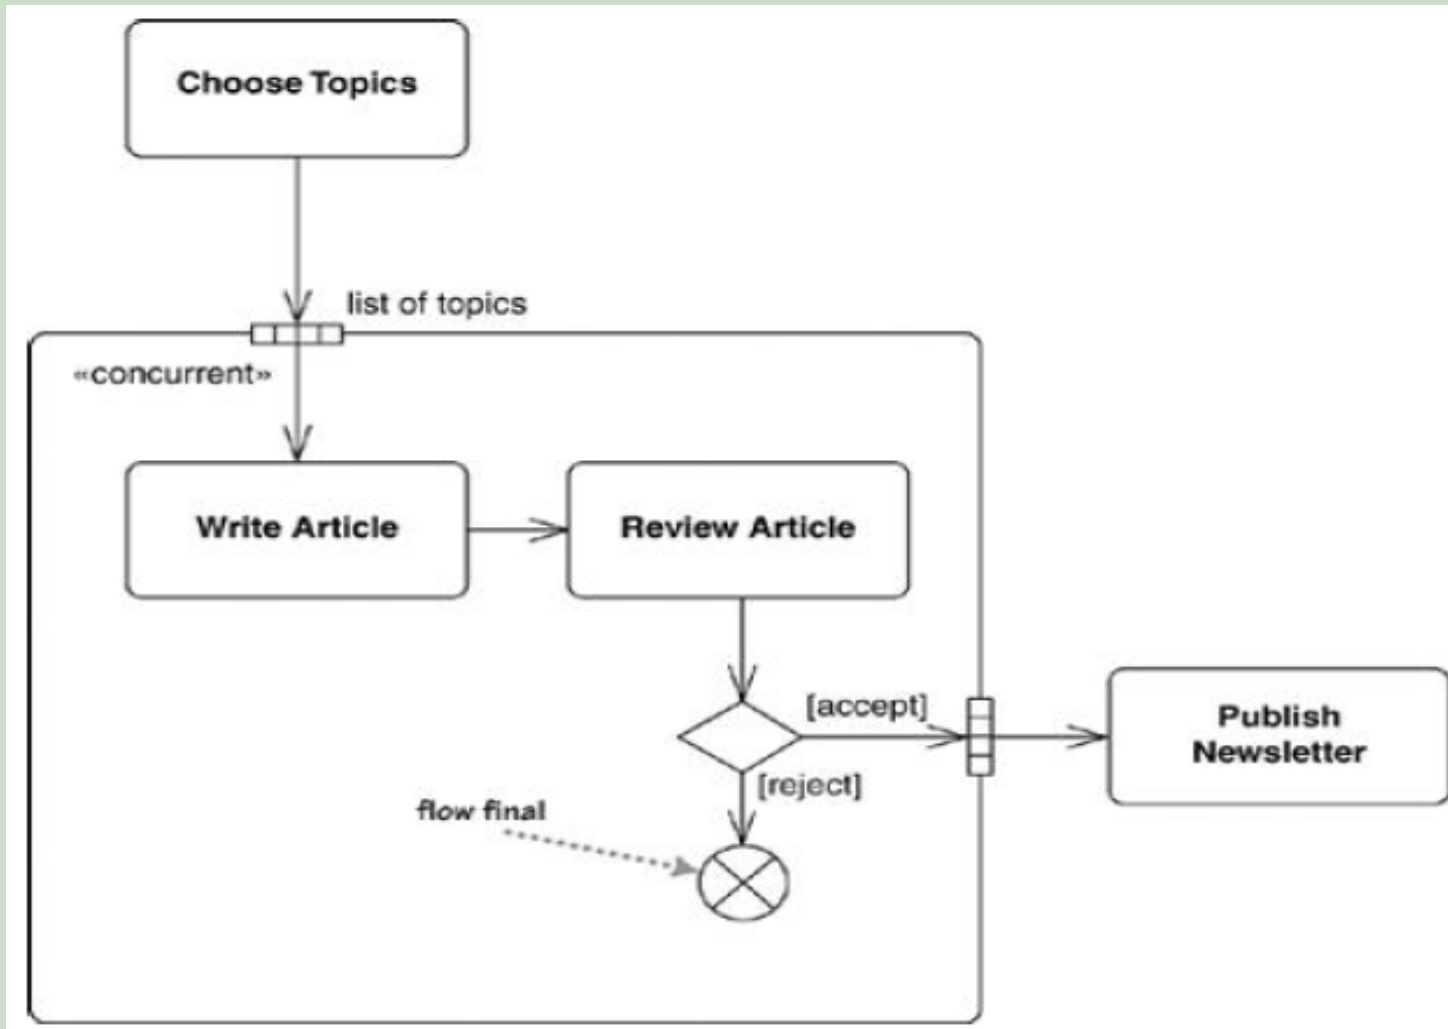 Choose Topics
list of topics
«concurrent»
Write Article
Review Article
[accept]
Publish
Newsletter
[reject]
flow final